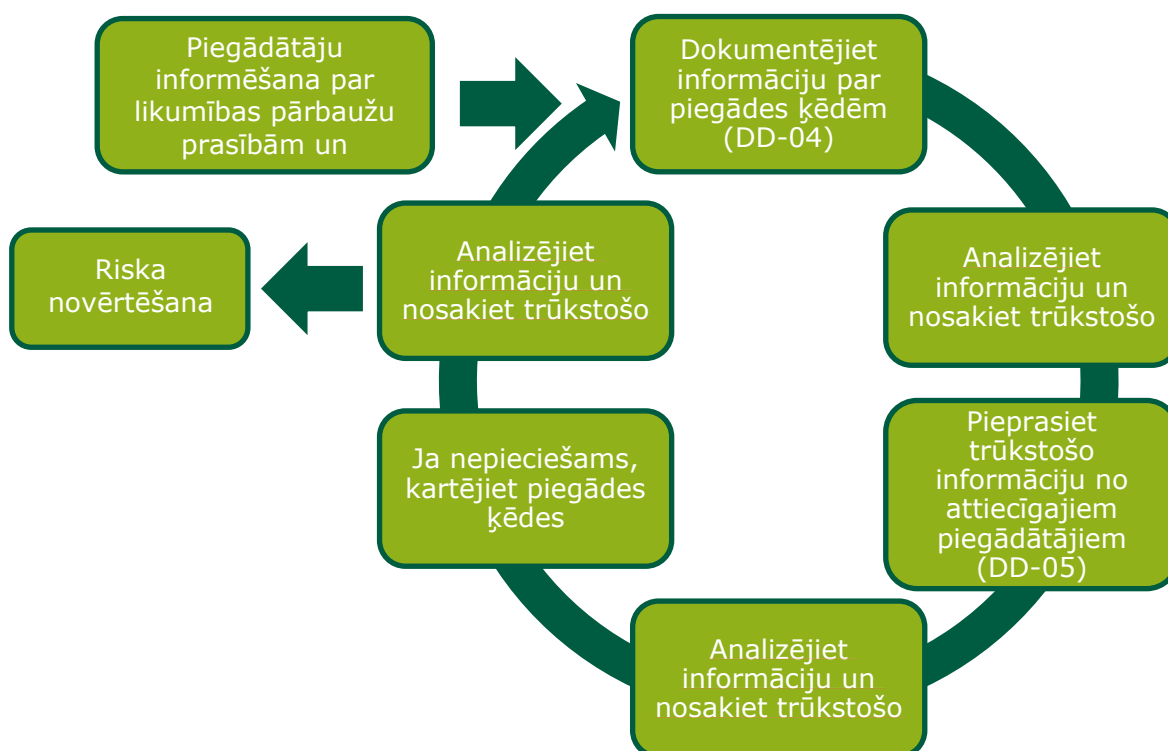 Piegādātāju
informēšana par
likumības pārbaužu
prasībām un
Dokumentējiet
informāciju par
piegādes ķēdēm
(DD-04)
Analizējiet
informāciju un
nosakiet trūkstošo
Pieprasiet
trūkstošo
informāciju no
attiecīgajiem
piegādātājiem
(DD-05)
Analizējiet
informāciju un
nosakiet trūkstošo
Ja nepieciešams,
kartējiet piegādes
ķēdes
Analizējiet
informāciju un
nosakiet trūkstošo
Riska
novērtēšana